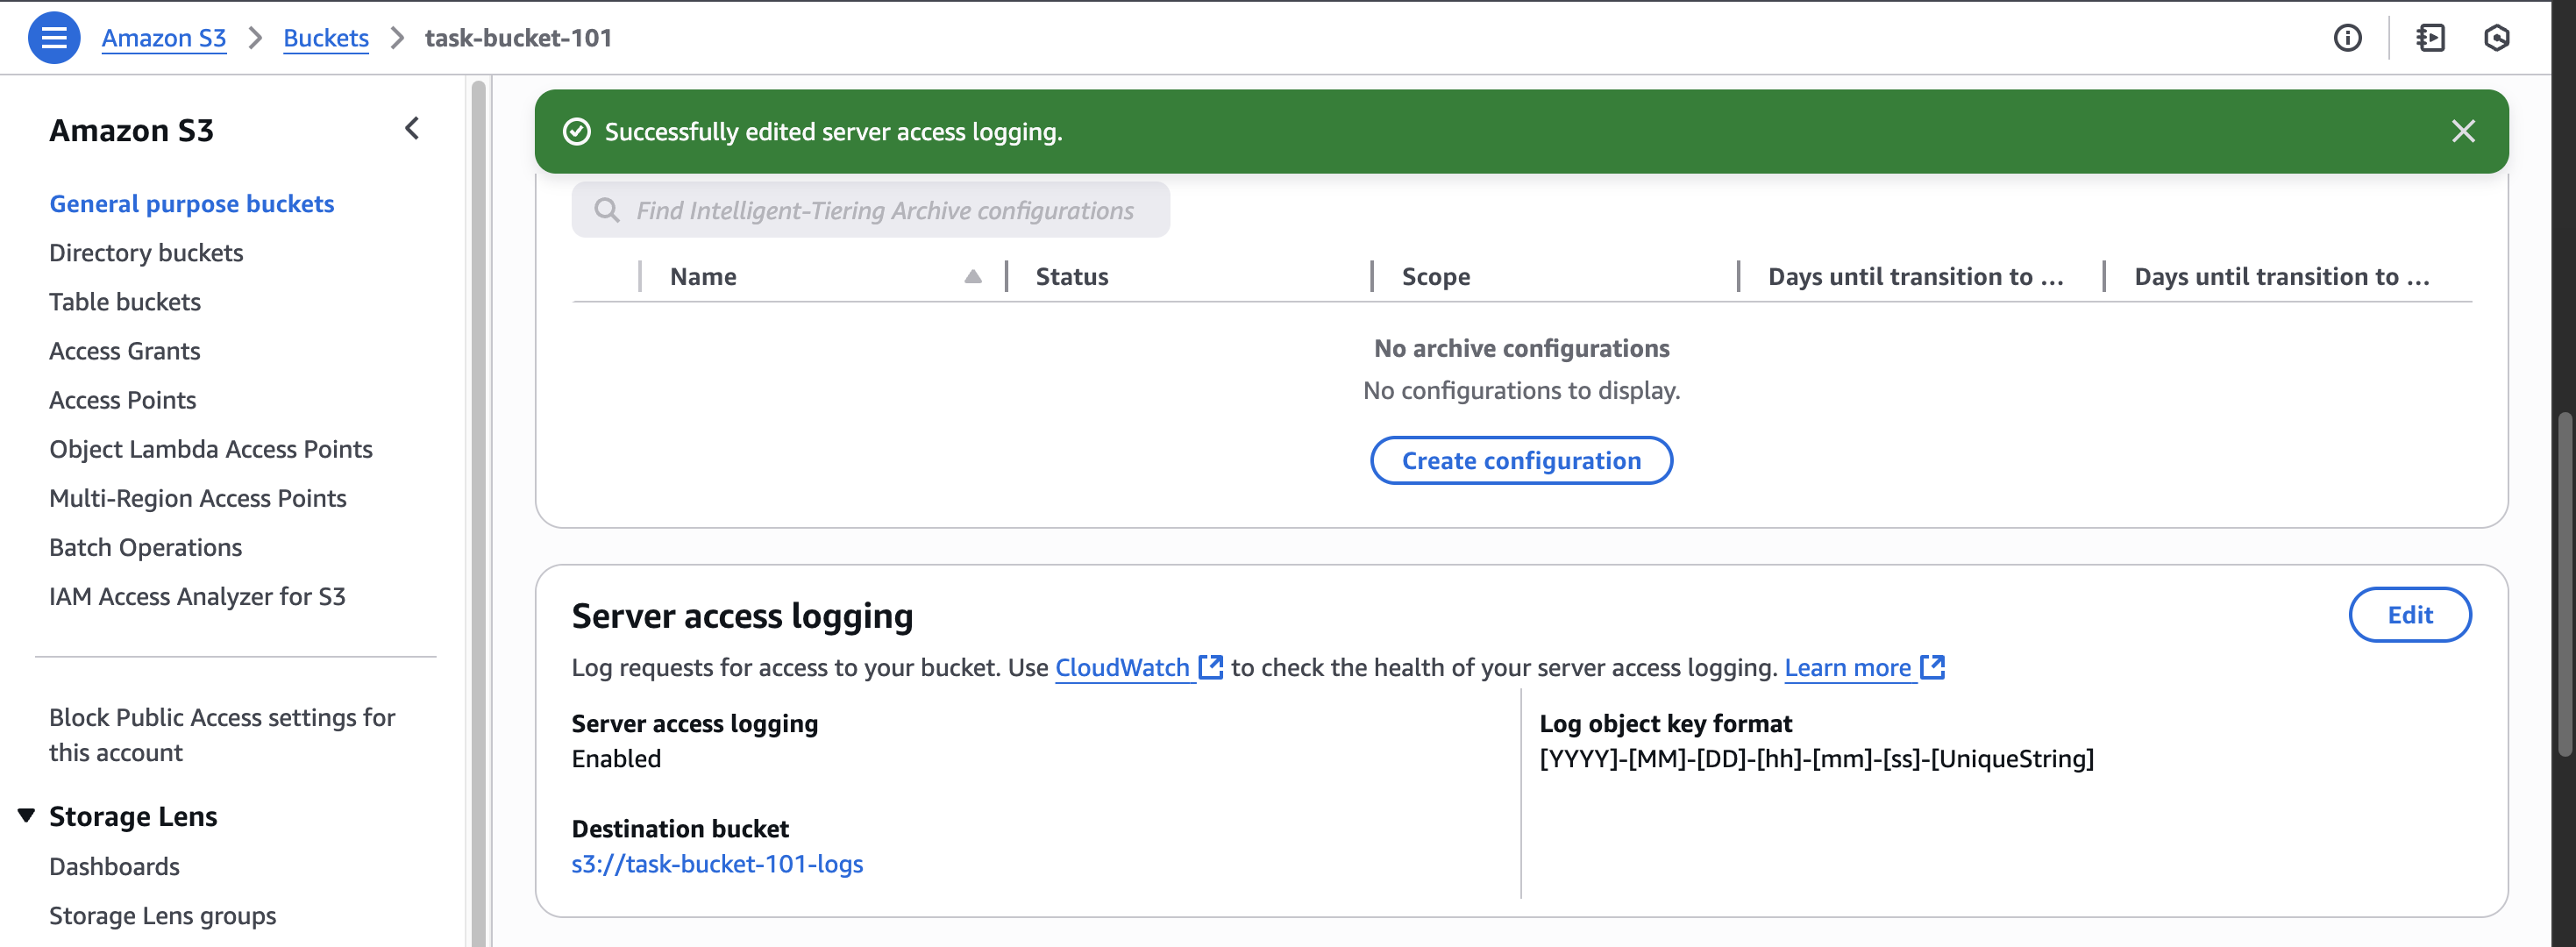 Amazon S3 > Buckets > task-bucket-101
Amazon S3
General purpose buckets
Directory buckets
Table buckets
Access Grants
Access Points
Object Lambda Access Points
Multi-Region Access Points
Batch Operations
IAM Access Analyzer for S3
Block Public Access settings for
this account
Storage Lens
Dashboards
Storage Lens groups
Successfully edited server access logging.
Find Intelligent-Tiering Archive configurations
Name Status Scope Days until transition to ... Days until transition to ...
No archive configurations
No configurations to display.
Create configuration
Server access logging
Edit
Log requests for access to your bucket. Use CloudWatch to check the health of your server access logging. Learn more
Server access logging
Enabled
Destination bucket
s3://task-bucket-101-logs
Log object key format
[YYYY]-[MM]-[DD]-[hh]-[mm]-[ss]-[UniqueString]